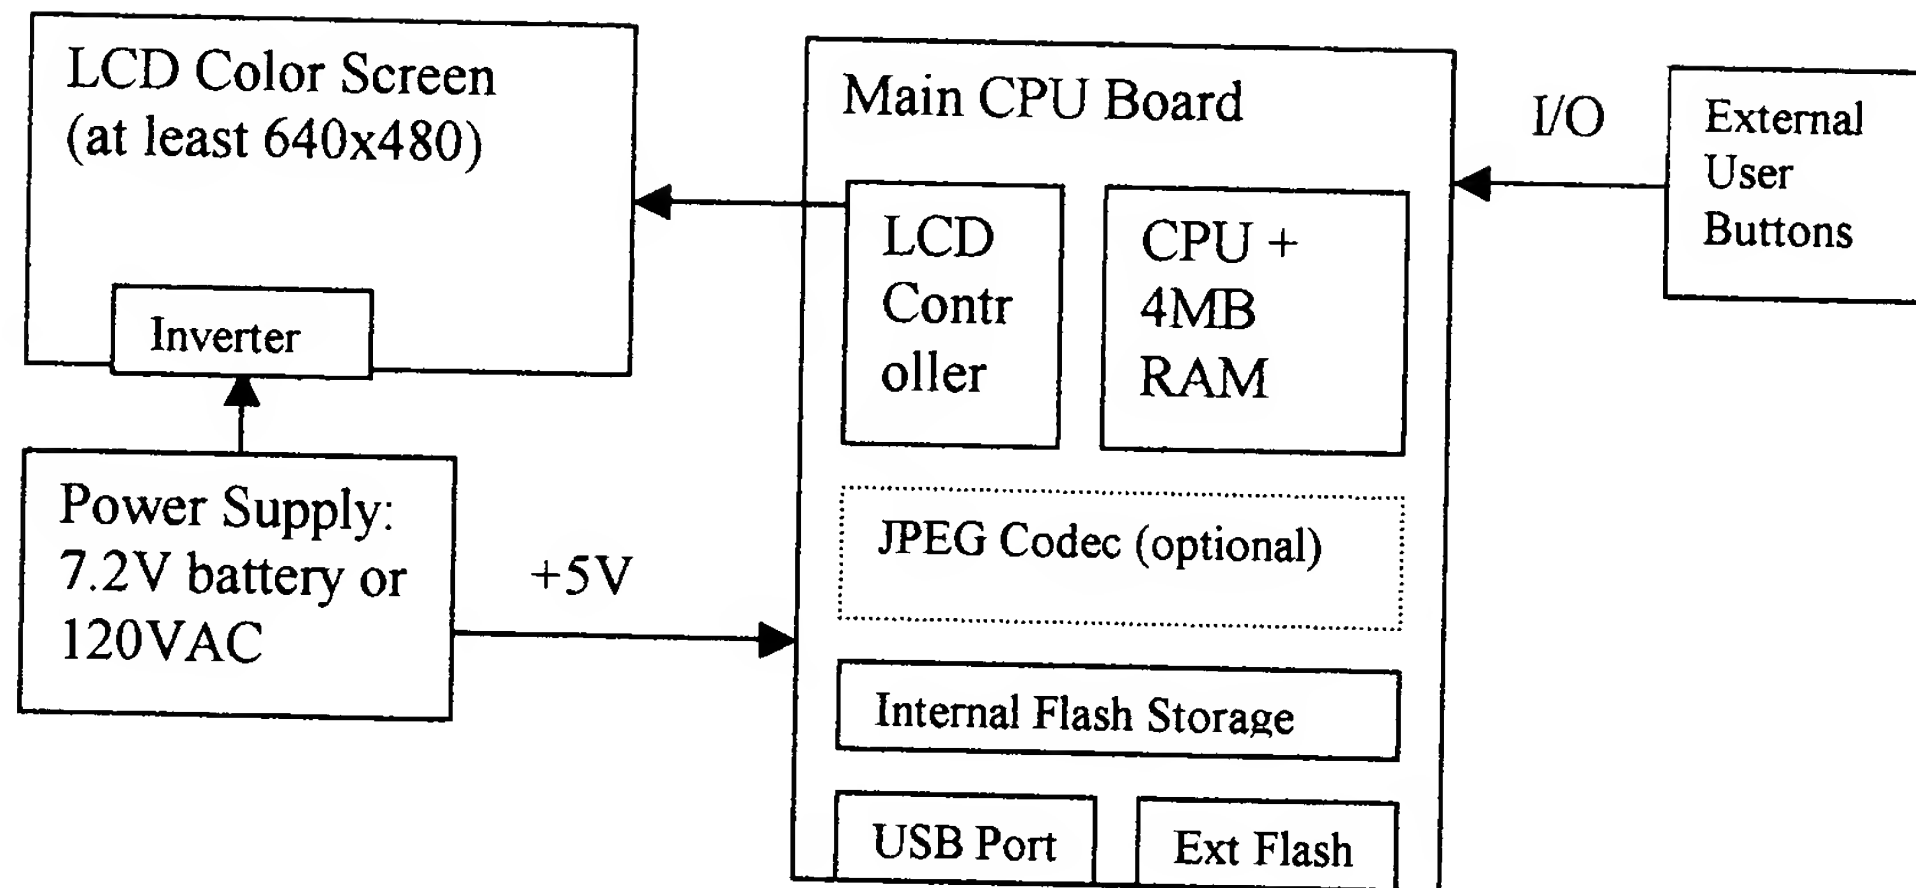 LCD Color Screen
(at least 640x480)
Inverter
Power Supply:
7.2V battery or
120VAC
+5V
Main CPU Board
LCD
Contr
oller
CPU +
4MB
RAM
JPEG Codec (optional)
Internal Flash Storage
USB Port
Ext Flash
I/O
External
User
Buttons